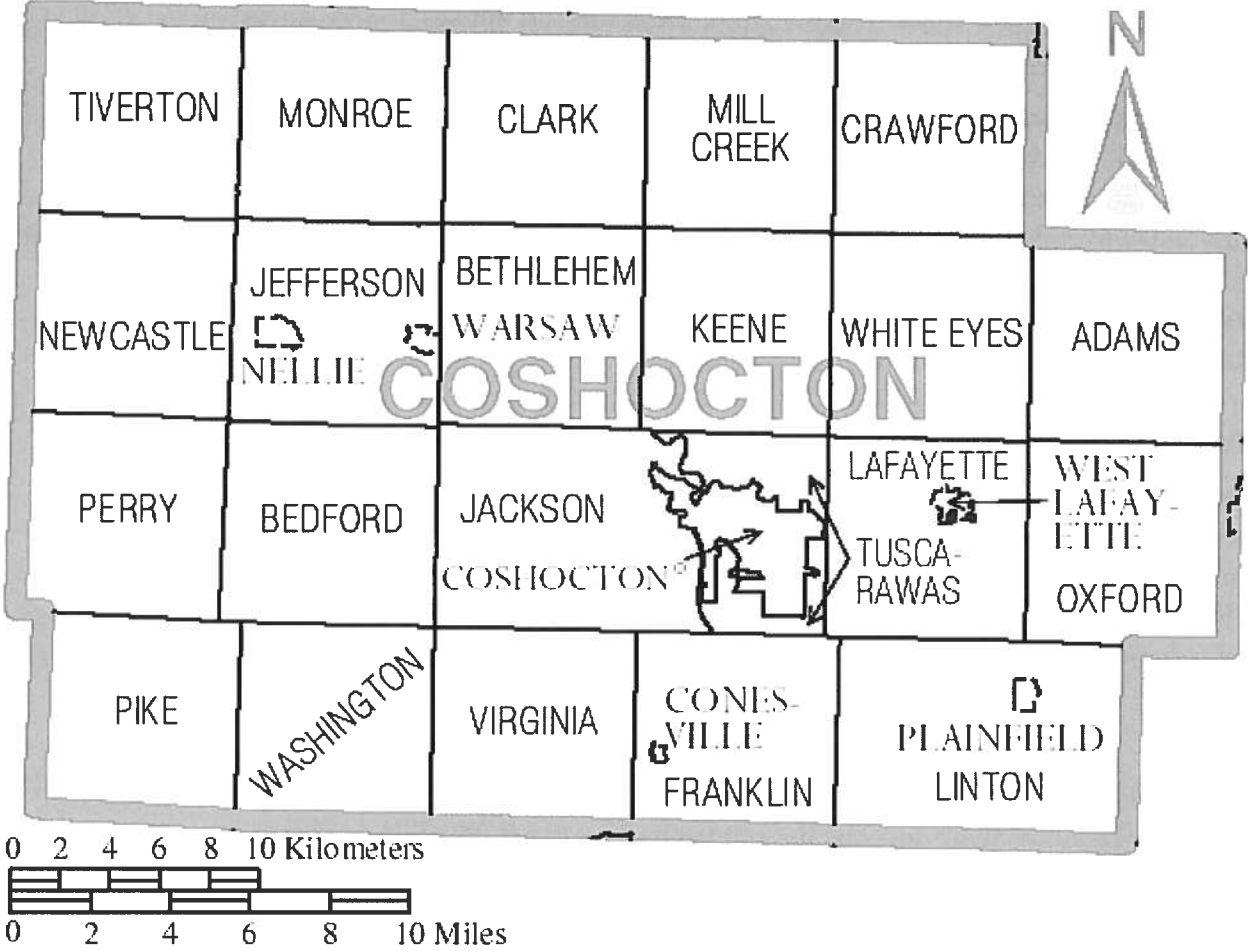 N
TIVERTON
MONROE
CLARK
MILL
CREEK
CRAWFORD
JEFFERSON
BETHLEHEM
NEWCASTLE
WARSAW
KEENE
WHITE EYES
ADAMS
NELLIE
COSHOCTON
PERRY
BEDFORD
JACKSON
LAFAYETTE
WEST
LAFAY-
ETTE
COSHOCTON
TUSCA-
RAWAS
OXFORD
PIKE
WASHINGTON
VIRGINIA
CONES-
VILLE
FRANKLIN
PLAINFIELD
LINTON
0 2 4 6 8 10 Kilometers
0 2 4 6 8 10 Miles